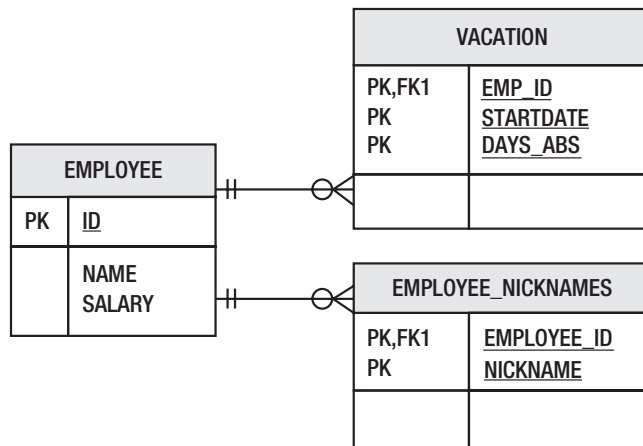 VACATION
PK,FK1 EMP_ID
PK STARTDATE
PK DAYS_ABS
EMPLOYEE
PK ID
NAME
SALARY
EMPLOYEE_NICKNAMES
PK,FK1 EMPLOYEE_ID
PK NICKNAME